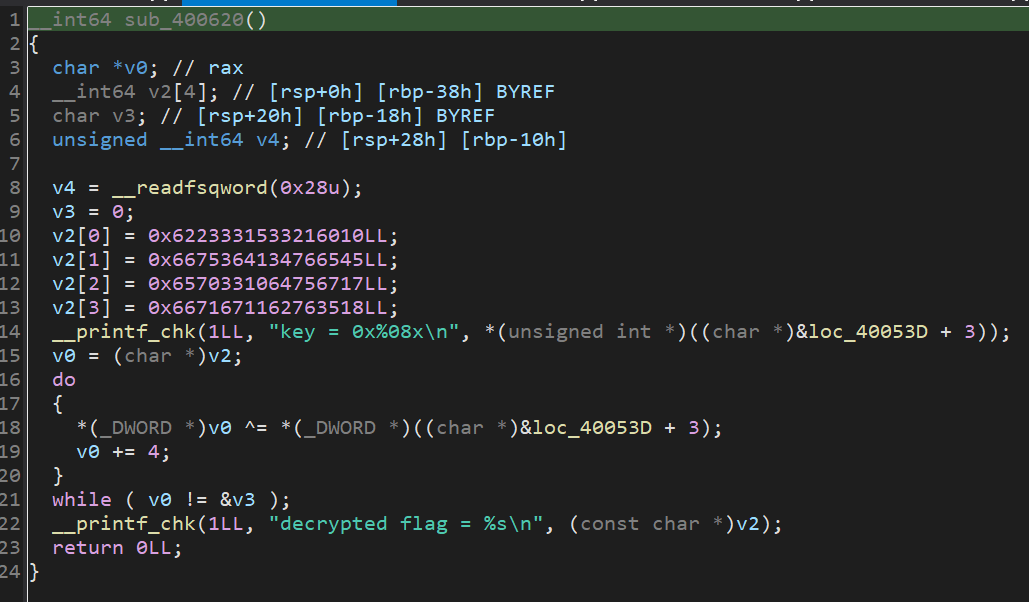 1 __int64 sub_400620()
2 {
3   char *v0; // rax
4   __int64 v2[4]; // [rsp+0h] [rbp-38h] BYREF
5   char v3; // [rsp+20h] [rbp-18h] BYREF
6   unsigned __int64 v4; // [rsp+28h] [rbp-10h]
7
8   v4 = __readfsqword(0x28u);
9   v3 = 0;
10   v2[0] = 0x6223331533216010LL;
11   v2[1] = 0x6675364134766545LL;
12   v2[2] = 0x6570331064756717LL;
13   v2[3] = 0x6671671162763518LL;
14   __printf_chk(1LL, "key = 0x%08x\n", *(unsigned int *)((char *)&loc_40053D + 3));
15   v0 = (char *)v2;
16   do
17   {
18     *(_DWORD *)v0 ^= *(_DWORD *)((char *)&loc_40053D + 3);
19     v0 += 4;
20   }
21   while ( v0 != &v3 );
22   __printf_chk(1LL, "decrypted flag = %s\n", (const char *)v2);
23   return 0LL;
24 }